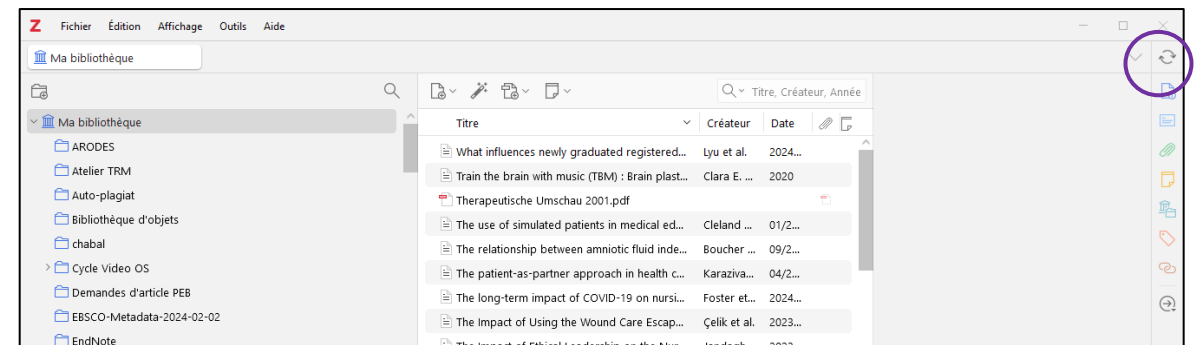 Z Fichier Édition Affichage Outils Aide
Ma bibliothèque
Titre, Créateur, Année
Ma bibliothèque
ARODES
Atelier TRM
Auto-plagiat
Bibliothèque d'objets
chabal
Cycle Video OS
Demandes d'article PEB
EBSCO-Metadata-2024-02-02
EndNote
Titre Créateur Date
What influences newly graduated registered... Lyu et al. 2024...
Train the brain with music (TBM) : Brain plast... Clara E. ... 2020
Therapeutische Umschau 2001.pdf
The use of simulated patients in medical ed... Cleland ... 01/2...
The relationship between amniotic fluid inde... Boucher ... 09/2...
The patient-as-partner approach in health c... Karaziva... 04/2...
The long-term impact of COVID-19 on nursi... Foster et... 2024...
The Impact of Using the Wound Care Escap... Çelik et al. 2023...